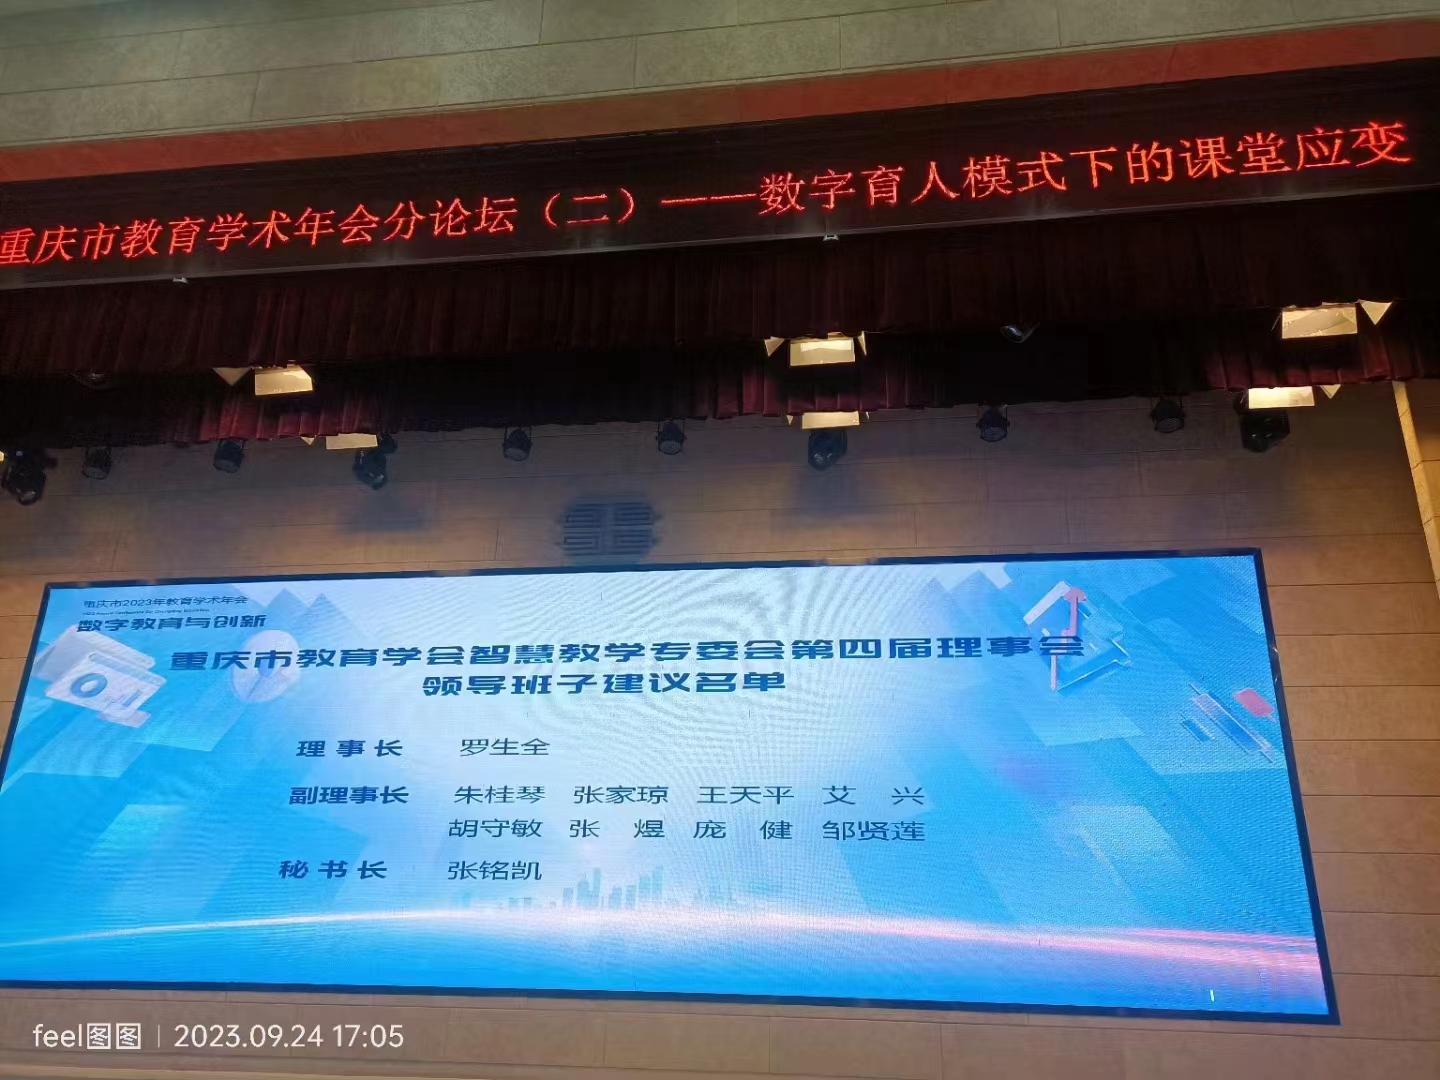 重庆市教育学术年会分论坛（二）——数字育人模式下的课堂应变
重庆市2023年教育学术年会
数字教育与创新
重庆市教育学会智慧教学专委会第四届理事会
领导班子建议名单
理事长 罗生全
副理事长 朱桂琴 张家琼 王天平 艾兴
胡守敏 张煜 庞健 邹贤莲
秘书长 张铭凯
feel图图 | 2023.09.24 17:05